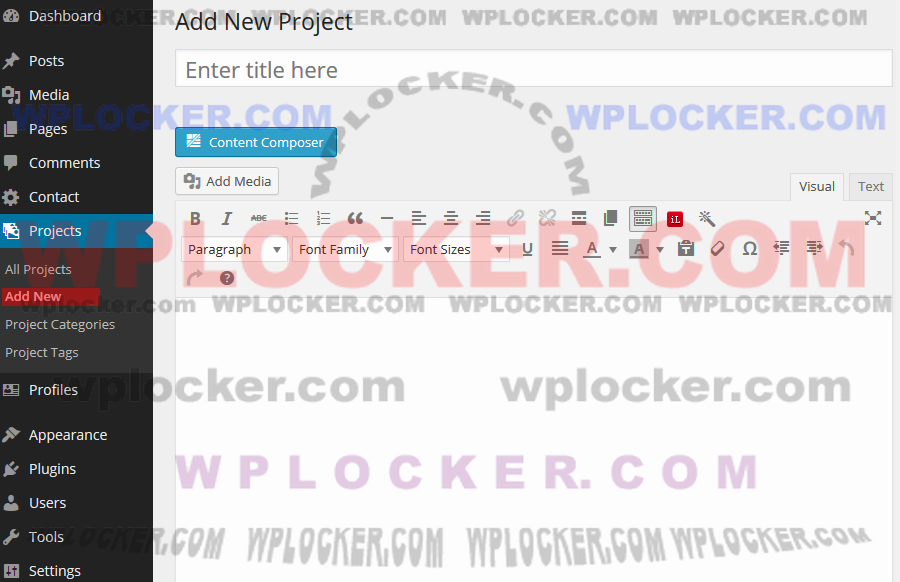 Dashboard
WPLOCKER.COM WPLOCKER.COM WPLOCKER.COM
Add New Project
Posts
Enter title here
Media
WPLOCKER.COM
WPLOCKER.COM
WPLOCKER.COM
Pages
Content Composer
Comments
Add Media
Visual
Text
Contact
B I ABC
iL
Projects
WPLOCKER.COM
Paragraph
Font Family
Font Sizes
U A A T Ω
All Projects
?
Add New
wplocker.com WPLOCKER.COM WPLOCKER.COM WPLOCKER.COM
Project Categories
Project Tags
Profiles
wplocker.com wplocker.com
Appearance
Plugins
WPLOCKER.COM
Users
Tools
WPLOCKER.COM WPLOCKER.COM WPLOCKER.COM
Settings